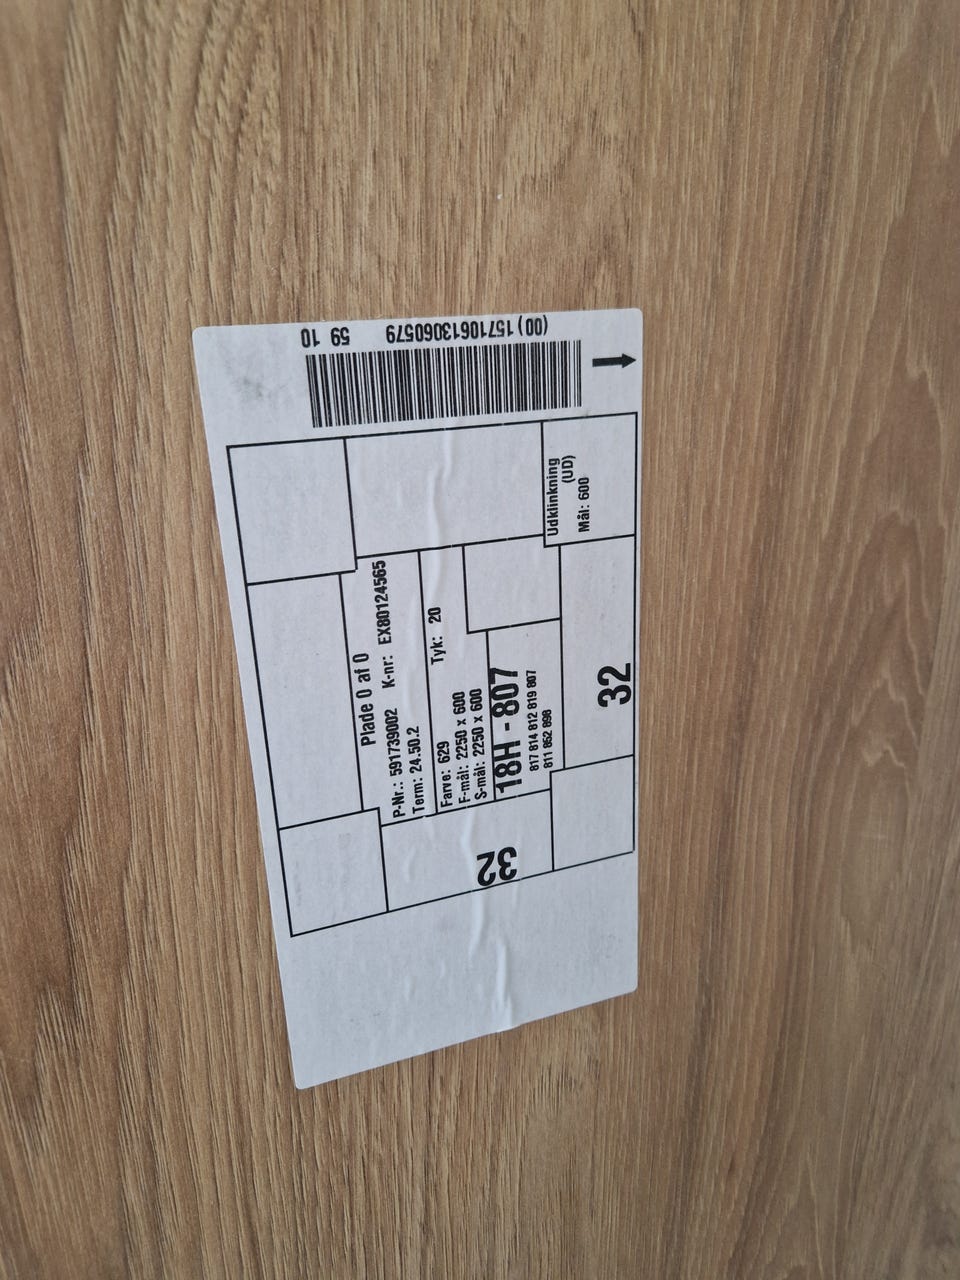 (00) 15710613060579 59 10
Udklinkning
(UD)
Mål: 600
Plade 0 af 0
P-Nr.: 591739002 K-nr: EX80124565
Term: 24.50.2
Farve: 629 Tyk: 20
F-mål: 2250 x 600
S-mål: 2250 x 600
18H - 807
817 814 812 819 807
811 862 898
32
32